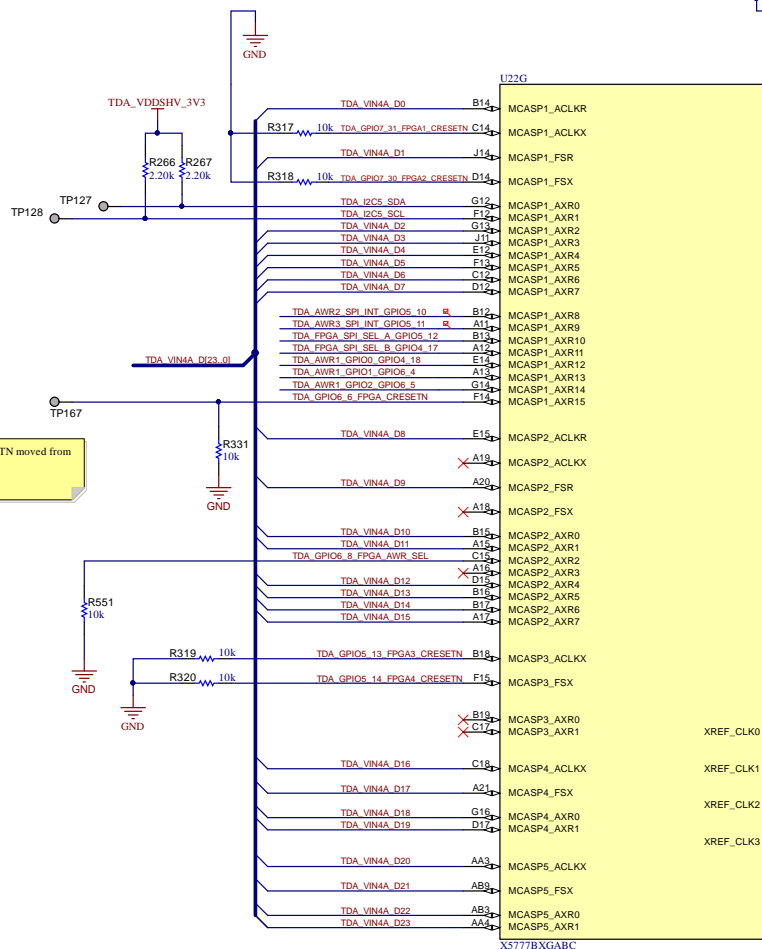 GND
U22G
TDA_VDDSHV_3V3
TDA_VIN4A_D0 B14 MCASP1_ACLKR
R317 10k TDA_GPIO7_31_FPGA1_CRESETN C14 MCASP1_ACLKX
TDA_VIN4A_D1 J14 MCASP1_FSR
R266 R267
2.20k 2.20k
R318 10k TDA_GPIO7_30_FPGA2_CRESETN D14 MCASP1_FSX
TP127 TDA_I2C5_SDA G12 MCASP1_AXR0
TP128 TDA_I2C5_SCL F12 MCASP1_AXR1
TDA_VIN4A_D2 G13 MCASP1_AXR2
TDA_VIN4A_D3 J11 MCASP1_AXR3
TDA_VIN4A_D4 E12 MCASP1_AXR4
TDA_VIN4A_D5 F13 MCASP1_AXR5
TDA_VIN4A_D6 C12 MCASP1_AXR6
TDA_VIN4A_D7 D12 MCASP1_AXR7
TDA_AWR2_SPI_INT_GPIO5_10 B12 MCASP1_AXR8
TDA_AWR3_SPI_INT_GPIO5_11 A11 MCASP1_AXR9
TDA_FPGA_SPI_SEL_A_GPIO5_12 B13 MCASP1_AXR10
TDA_FPGA_SPI_SEL_B_GPIO4_17 A12 MCASP1_AXR11
TDA_VIN4A_D[23..0] TDA_AWR1_GPIO0_GPIO4_18 E14 MCASP1_AXR12
TDA_AWR1_GPIO1_GPIO6_4 A13 MCASP1_AXR13
TDA_AWR1_GPIO2_GPIO6_5 G14 MCASP1_AXR14
TP167 TDA_GPIO6_6_FPGA_CRESETN F14 MCASP1_AXR15
TDA_VIN4A_D8 E15 MCASP2_ACLKR
R331
10k
GND
TN moved from
A19 MCASP2_ACLKX
TDA_VIN4A_D9 A20 MCASP2_FSR
A18 MCASP2_FSX
TDA_VIN4A_D10 B15 MCASP2_AXR0
TDA_VIN4A_D11 A15 MCASP2_AXR1
TDA_GPIO6_8_FPGA_AWR_SEL C15 MCASP2_AXR2
A16 MCASP2_AXR3
TDA_VIN4A_D12 D15 MCASP2_AXR4
TDA_VIN4A_D13 B16 MCASP2_AXR5
TDA_VIN4A_D14 B17 MCASP2_AXR6
TDA_VIN4A_D15 A17 MCASP2_AXR7
R551
10k
GND
R319 10k TDA_GPIO5_13_FPGA3_CRESETN B18 MCASP3_ACLKX
R320 10k TDA_GPIO5_14_FPGA4_CRESETN F15 MCASP3_FSX
GND
B19 MCASP3_AXR0
C17 MCASP3_AXR1
XREF_CLK0
TDA_VIN4A_D16 C18 MCASP4_ACLKX XREF_CLK1
TDA_VIN4A_D17 A21 MCASP4_FSX
XREF_CLK2
TDA_VIN4A_D18 G16 MCASP4_AXR0
TDA_VIN4A_D19 D17 MCASP4_AXR1
XREF_CLK3
TDA_VIN4A_D20 AA3 MCASP5_ACLKX
TDA_VIN4A_D21 AB9 MCASP5_FSX
TDA_VIN4A_D22 AB3 MCASP5_AXR0
TDA_VIN4A_D23 AA4 MCASP5_AXR1
X5777BXGABC